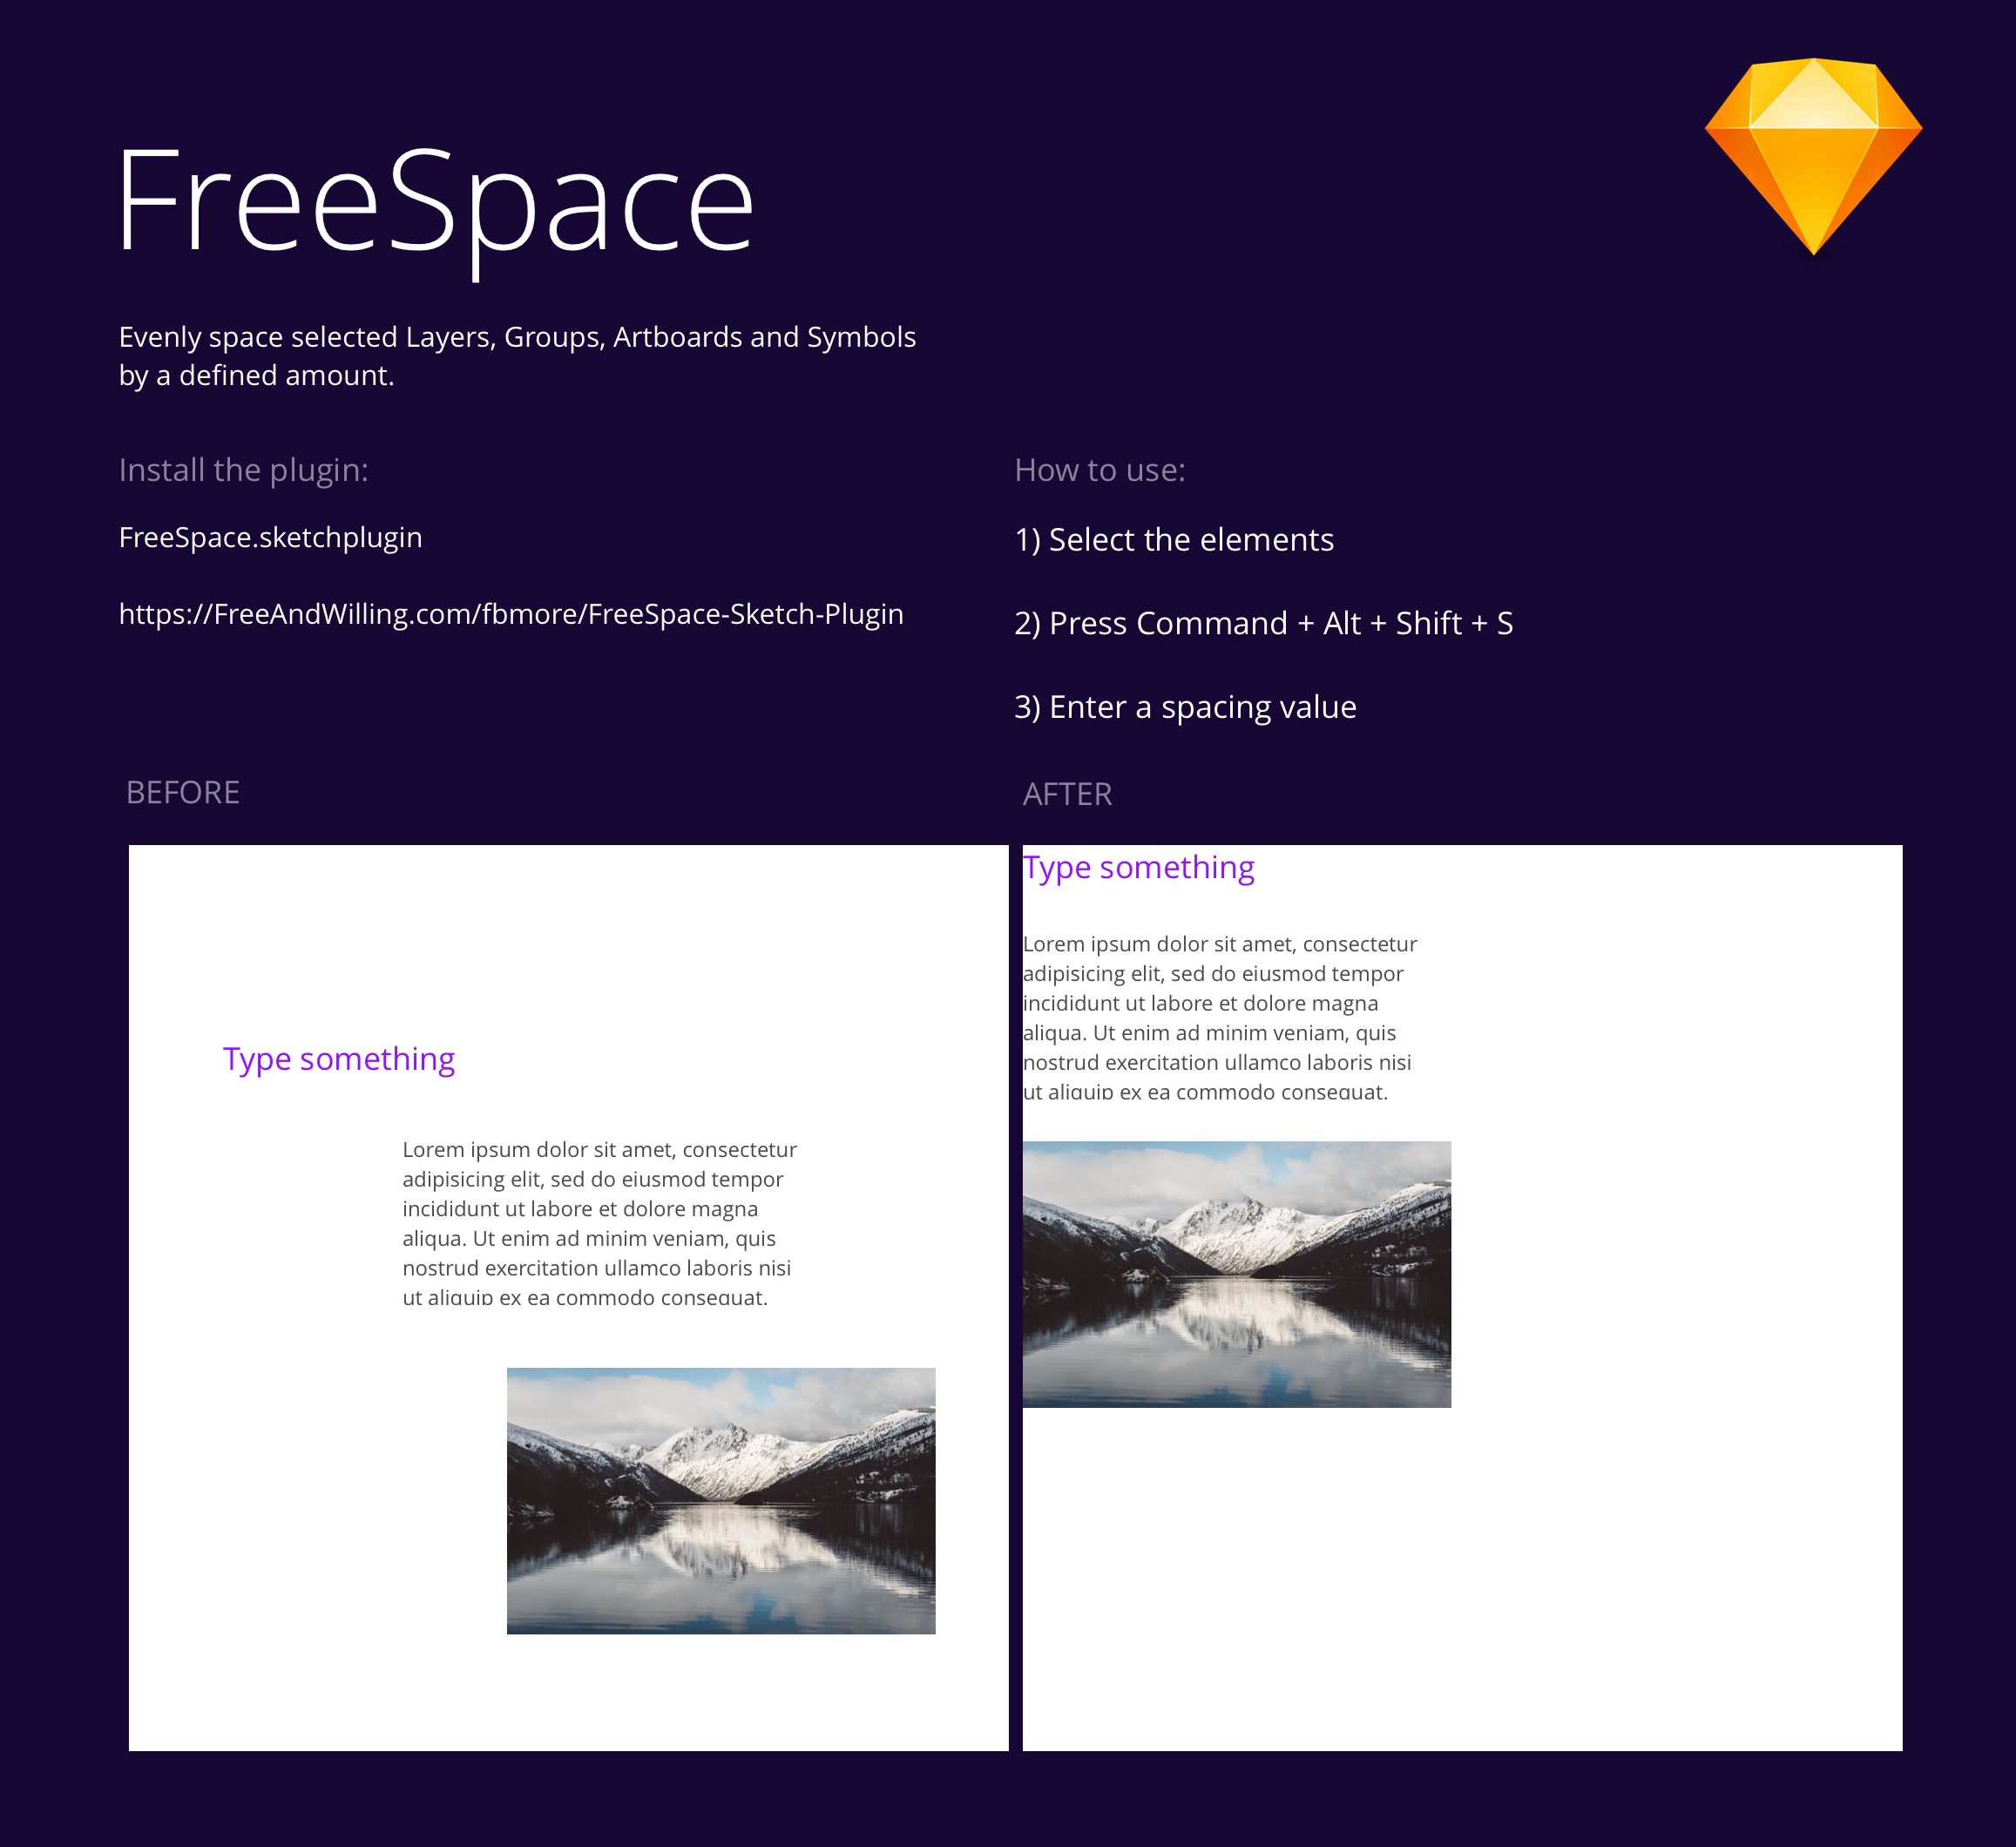 FreeSpace
Evenly space selected Layers, Groups, Artboards and Symbols
by a defined amount.
Install the plugin:
FreeSpace.sketchplugin
https://FreeAndWilling.com/fbmore/FreeSpace-Sketch-Plugin
How to use:
1) Select the elements
2) Press Command + Alt + Shift + S
3) Enter a spacing value
BEFORE
Type something
Lorem ipsum dolor sit amet, consectetur
adipisicing elit, sed do eiusmod tempor
incididunt ut labore et dolore magna
aliqua. Ut enim ad minim veniam, quis
nostrud exercitation ullamco laboris nisi
ut aliquip ex ea commodo consequat.
AFTER
Type something
Lorem ipsum dolor sit amet, consectetur
adipisicing elit, sed do eiusmod tempor
incididunt ut labore et dolore magna
aliqua. Ut enim ad minim veniam, quis
nostrud exercitation ullamco laboris nisi
ut aliquip ex ea commodo consequat.